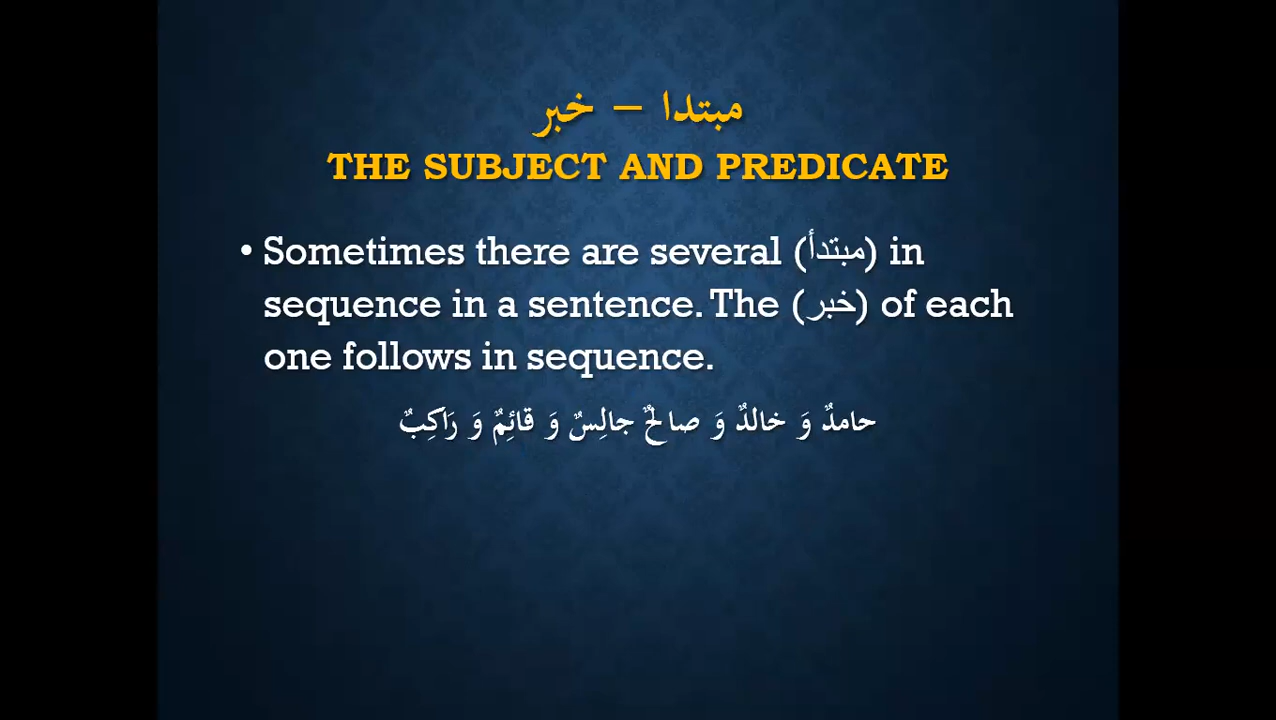 مبتدا – خبر
THE SUBJECT AND PREDICATE
• Sometimes there are several (مبتدأ) in
sequence in a sentence. The (خبر) of each
one follows in sequence.
حامدٌ وَ خالدٌ وَ صالحٌ جالِسٌ وَ قائِمٌ وَ رَاكِبٌ